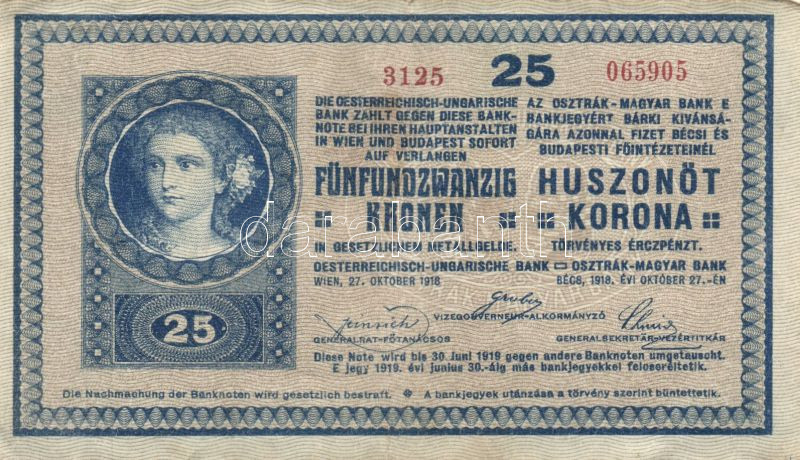 3125 25 065905
DIE OESTERREICHISCH-UNGARISCHE
BANK ZAHLT GEGEN DIESE BANK-
NOTE BEI IHREN HAUPTANSTALTEN
IN WIEN UND BUDAPEST SOFORT
AUF VERLANGEN
FÜNFUNDZWANZIG
KRONEN
IN GESETZLICHEM METALLGELDE.
AZ OSZTRÁK-MAGYAR BANK E
BANKJEGYÉRT BÁRKI KIVÁNSÁ-
GÁRA AZONNAL FIZET BÉCSI ÉS
BUDAPESTI FŐINTÉZETEINÉL
HUSZONÖT
KORONA
TÖRVÉNYES ÉRCZPÉNZT.
OESTERREICHISCH-UNGARISCHE BANK OSZTRÁK-MAGYAR BANK
WIEN, 27. OKTOBER 1918
BÉCS, 1918. ÉVI OKTÓBER 27.-ÉN
25
VIZEGOUVERNEUR-ALKORMÁNYZÓ
GENERALRAT-FŐTANÁCSOS
GENERALSEKRETÄR-VEZÉRTITKÁR
Diese Note wird bis 30. Juni 1919 gegen andere Banknoten umgetauscht.
E jegy 1919. évi junius 30.-áig más bankjegyekkel felcseréltetik.
Die Nachmachung der Banknoten wird gesetzlich bestraft. * A bankjegyek utánzása a törvény szerint büntettetik.
darabanth